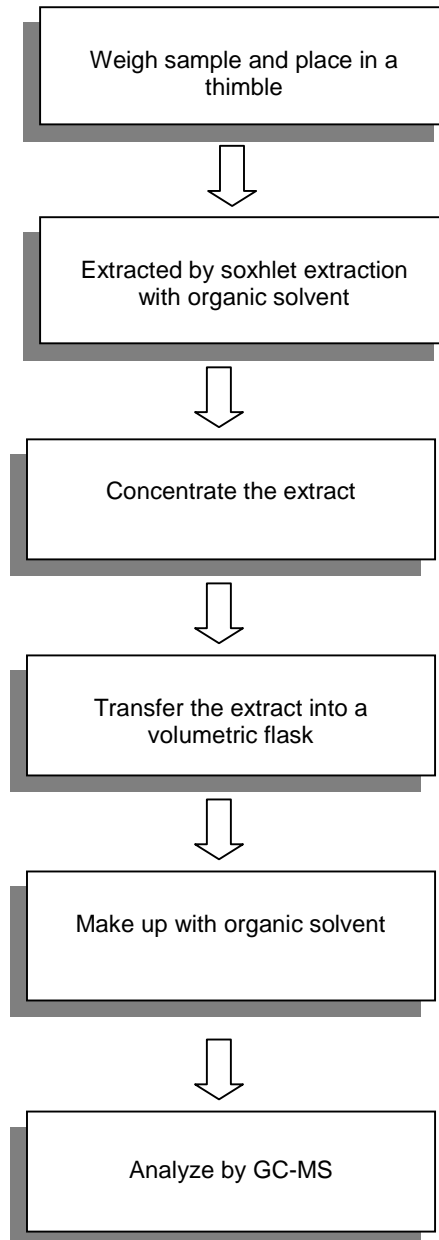 Weigh sample and place in a
thimble
Extracted by soxhlet extraction
with organic solvent
Concentrate the extract
Transfer the extract into a
volumetric flask
Make up with organic solvent
Analyze by GC-MS